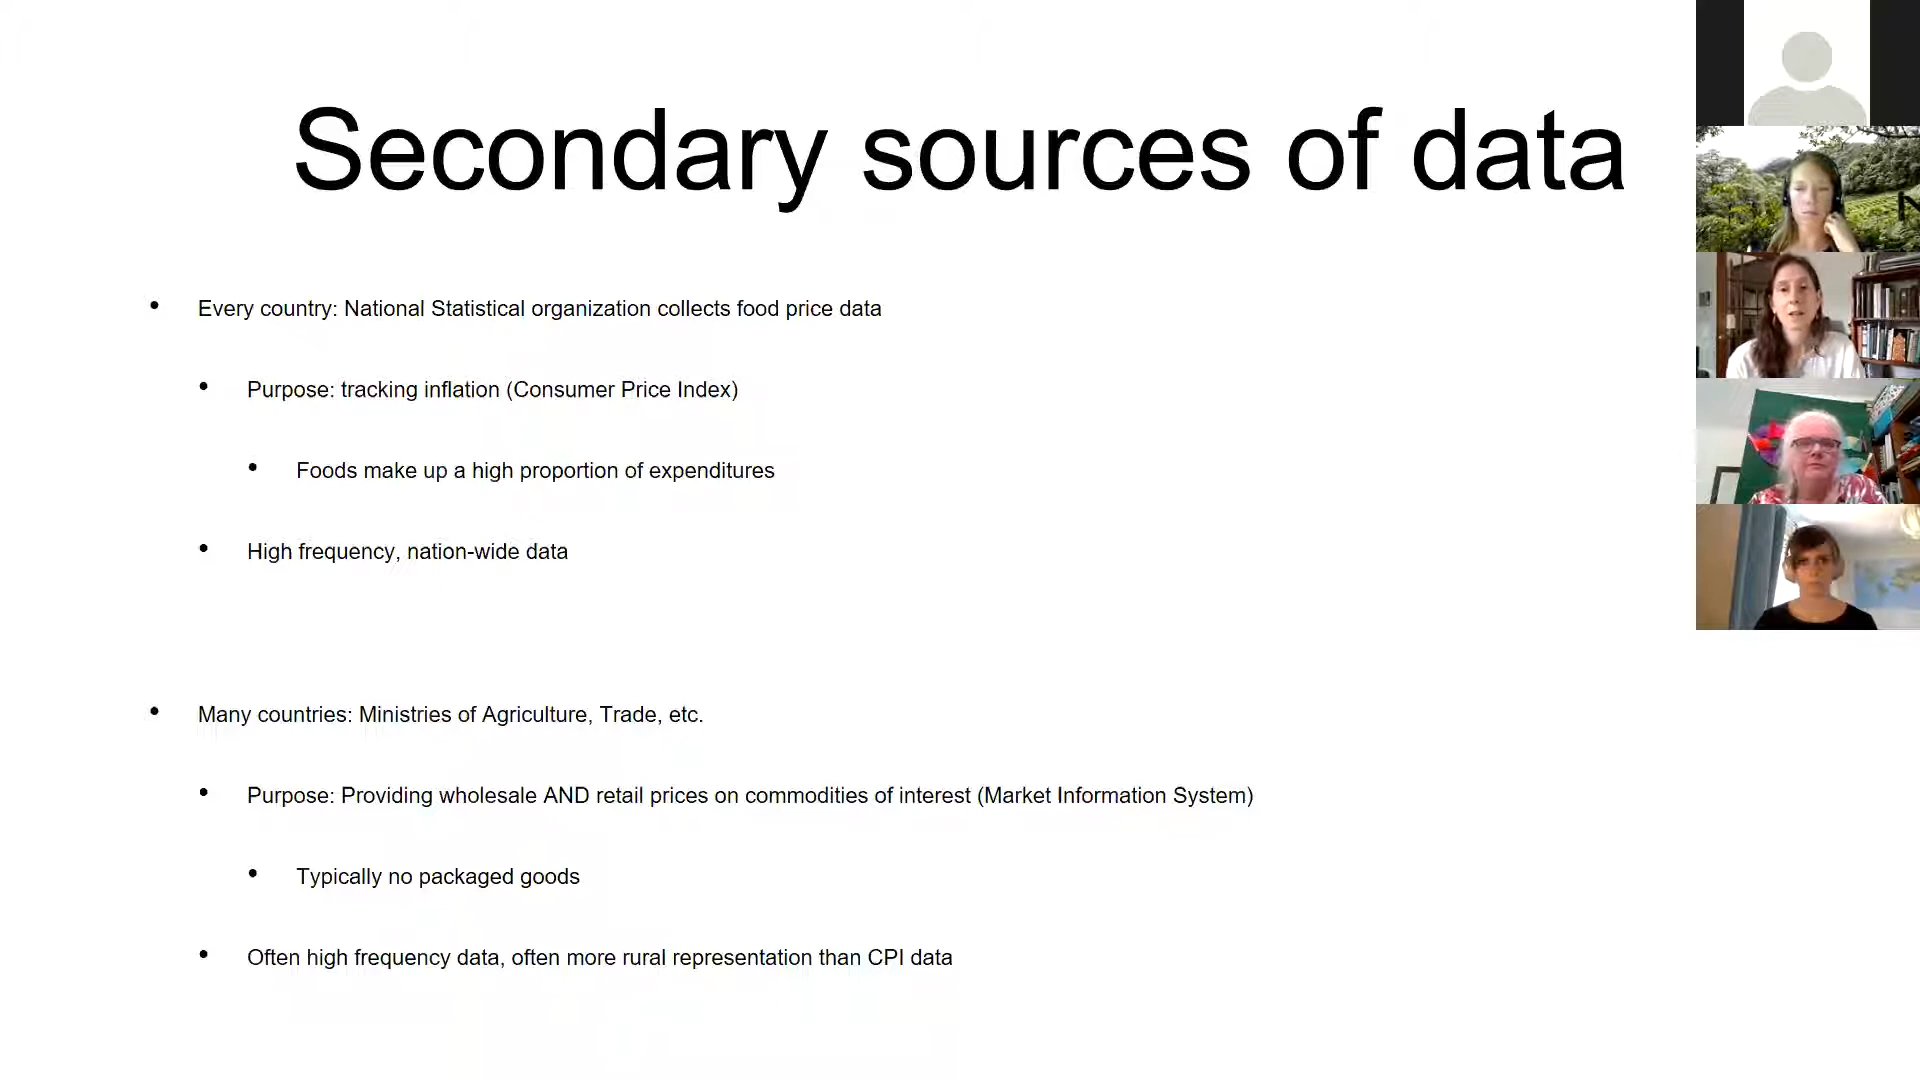 Secondary sources of data
• Every country: National Statistical organization collects food price data
• Purpose: tracking inflation (Consumer Price Index)
• Foods make up a high proportion of expenditures
• High frequency, nation-wide data
• Many countries: Ministries of Agriculture, Trade, etc.
• Purpose: Providing wholesale AND retail prices on commodities of interest (Market Information System)
• Typically no packaged goods
• Often high frequency data, often more rural representation than CPI data